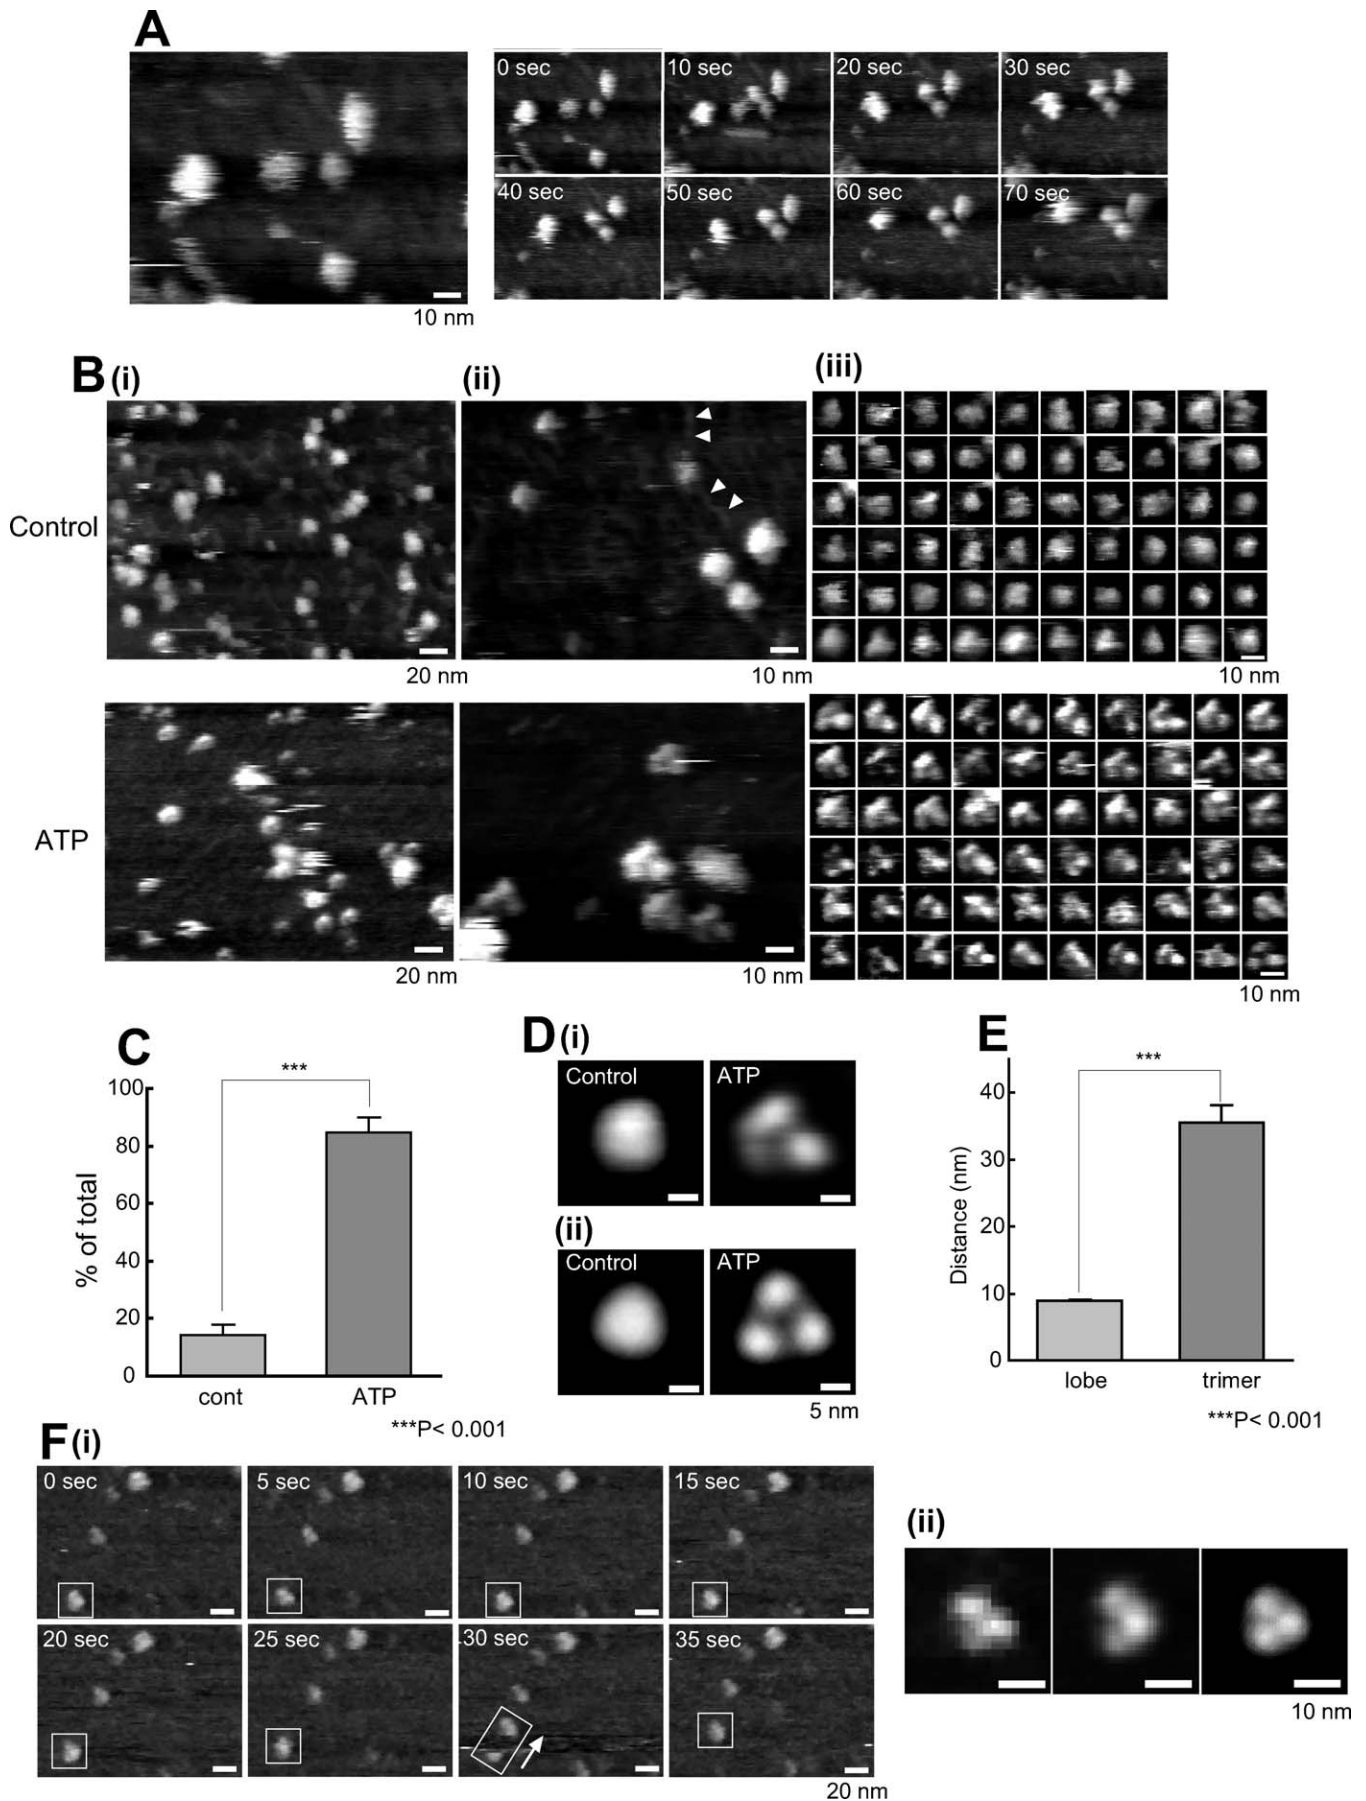 A
0 sec
10 sec
20 sec
30 sec
40 sec
50 sec
60 sec
70 sec
10 nm
B (i)
(ii)
(iii)
Control
20 nm
10 nm
10 nm
ATP
20 nm
10 nm
10 nm
C
***
100
80
60
40
20
0
% of total
cont
ATP
***P< 0.001
D (i)
Control
ATP
(ii)
Control
ATP
5 nm
E
***
40
30
20
10
0
Distance (nm)
lobe
trimer
***P< 0.001
F (i)
0 sec
5 sec
10 sec
15 sec
20 sec
25 sec
30 sec
35 sec
20 nm
(ii)
10 nm